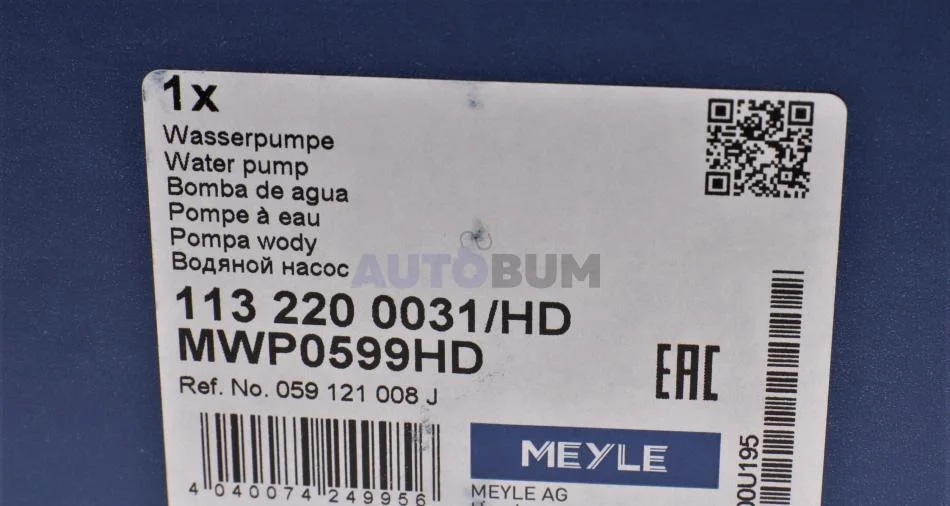 1x
Wasserpumpe
Water pump
Bomba de agua
Pompe à eau
Pompa wody
Водяной насос
AUTOBUM
113 220 0031/HD
MWP0599HD
Ref. No. 059 121 008 J
EAC
4 040074 249956
MEYLE
MEYLE AG
00U195